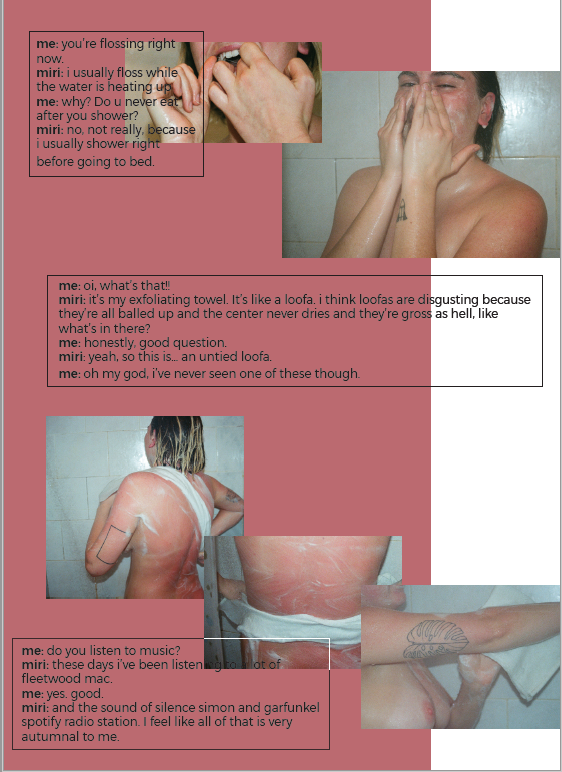 me: you're flossing right
now.
miri: i usually floss while
the water is heating up.
me: why? Do u never eat
after you shower?
miri: no, not really, because
i usually shower right
before going to bed.
me: oi, what's that!!
miri: it's my exfoliating towel. It's like a loofa. i think loofas are disgusting because
they're all balled up and the center never dries and they're gross as hell, like
what's in there?
me: honestly, good question.
miri: yeah, so this is... an untied loofa.
me: oh my god, i've never seen one of these though.
me: do you listen to music?
miri: these days i've been listening to a lot of
fleetwood mac.
me: yes. good.
miri: and the sound of silence simon and garfunkel
spotify radio station. I feel like all of that is very
autumnal to me.